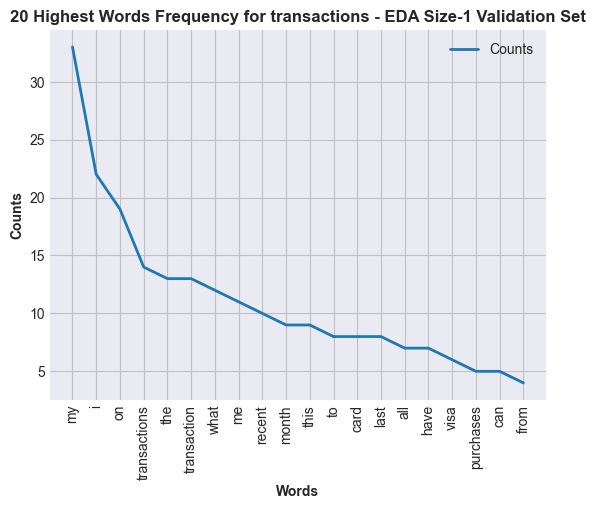 20 Highest Words Frequency for transactions - EDA Size-1 Validation Set
Counts
30
25
20
15
10
5
Counts
my
i
on
transactions
the
transaction
what
me
recent
month
this
to
card
last
all
have
visa
purchases
can
from
Words